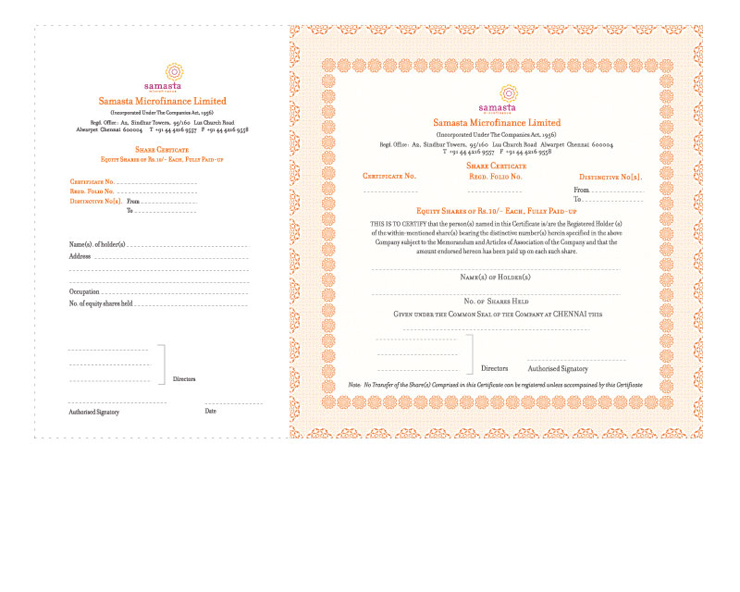 samasta
MICROFINANCE
Samasta Microfinance Limited
(Incorporated Under The Companies Act, 1956)
Regd. Office: A2, Sindhur Towers, 95/160 Luz Church Road
Alwarpet Chennai 600004 T +91 44 4216 9557 F +91 44 4216 9558
Share Certicate
Equity Shares of Rs.10/- Each, Fully Paid-up
Certificate No.
Regd. Folio No.
Distinctive No[s]. From
To
Name(s). of holder(s)
Address
Occupation
No. of equity shares held
Directors
Authorised Signatory
Date
samasta
MICROFINANCE
Samasta Microfinance Limited
(Incorporated Under The Companies Act, 1956)
Regd. Office: A2, Sindhur Towers, 95/160 Luz Church Road Alwarpet Chennai 600004
T +91 44 4216 9557 F +91 44 4216 9558
Share Certicate
Certificate No. Regd. Folio No. Distinctive No[s].
From
To
Equity Shares of Rs.10/- Each, Fully Paid-up
THIS IS TO CERTIFY that the person(s) named in this Certificate is/are the Registered Holder (s)
of the within-mentioned share(s) bearing the distinctive number(s) herein specified in the above
Company subject to the Memorandum and Articles of Association of the Company and that the
amount endorsed hereon has been paid up on each such share.
Name(s) of Holder(s)
No. of Shares Held
Given under the Common Seal of the Company at CHENNAI this
Directors
Authorised Signatory
Note: No Transfer of the Share(s) Comprised in this Certificate can be registered unless accompanied by this Certificate